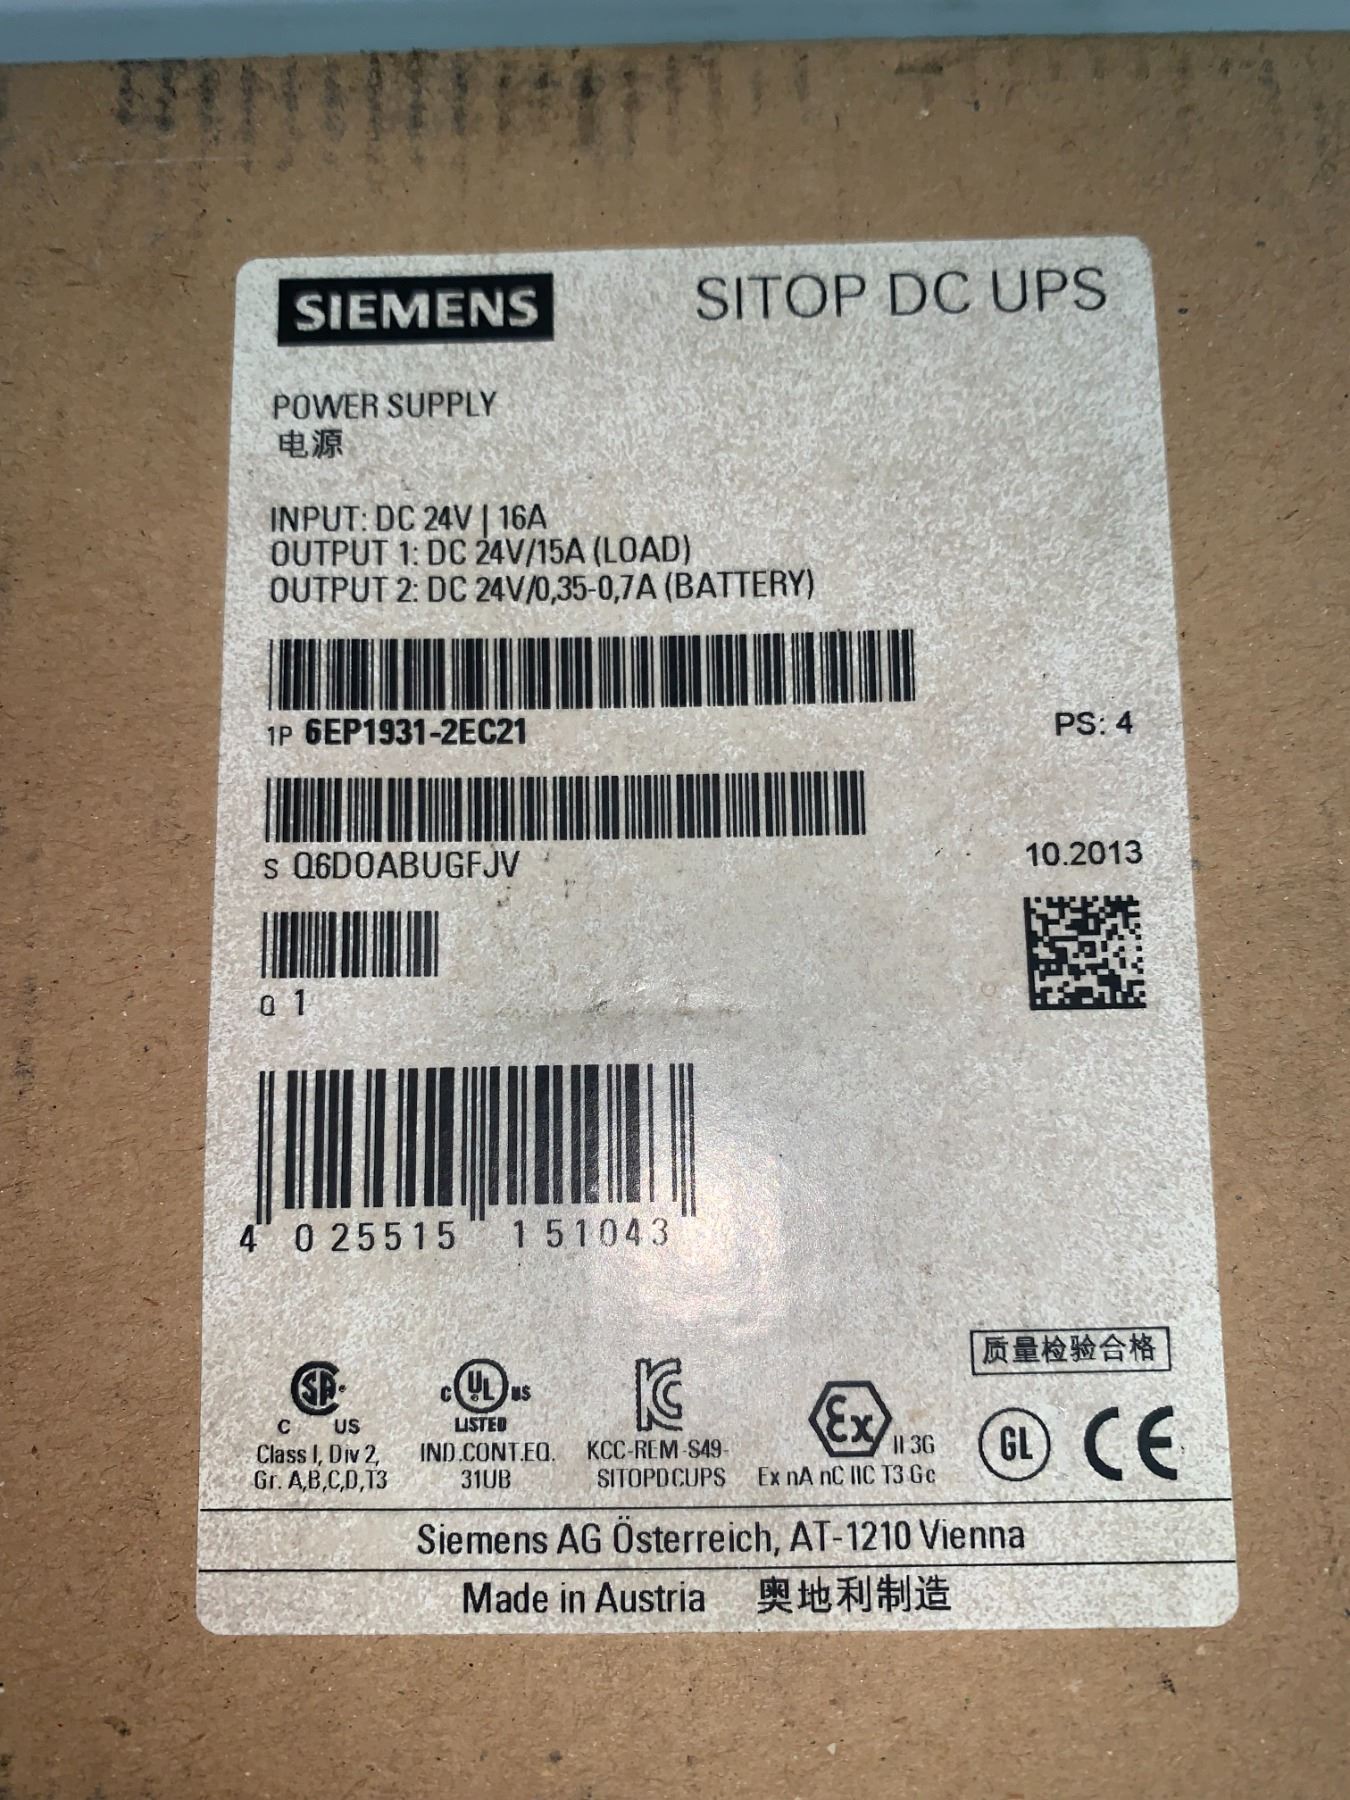 SIEMENS SITOP DC UPS
POWER SUPPLY
电源
INPUT: DC 24V | 16A
OUTPUT 1: DC 24V/15A (LOAD)
OUTPUT 2: DC 24V/0,35-0,7A (BATTERY)
1P 6EP1931-2EC21 PS: 4
S Q6DOABUGFJV 10.2013
Q 1
4 025515 151043
质量检验合格
SA C US
Class I, Div 2,
Gr. A,B,C,D,T3
C UL US
LISTED
IND.CONT.EQ.
31UB
KCC-REM-S49-
SITOPDCUPS
Ex II 3G
Ex nA nC IIC T3 Gc
GL CE
Siemens AG Österreich, AT-1210 Vienna
Made in Austria 奥地利制造